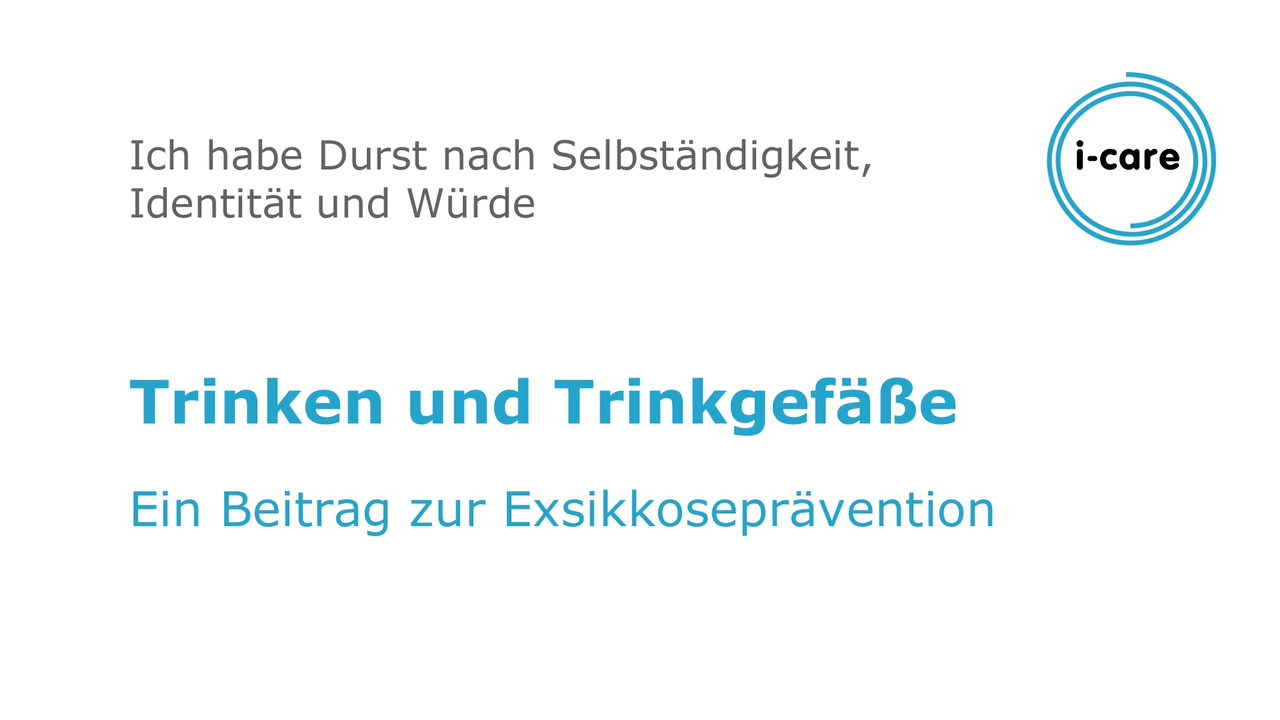 Ich habe Durst nach Selbständigkeit,
Identität und Würde
i-care
Trinken und Trinkgefäße
Ein Beitrag zur Exsikkoseprävention